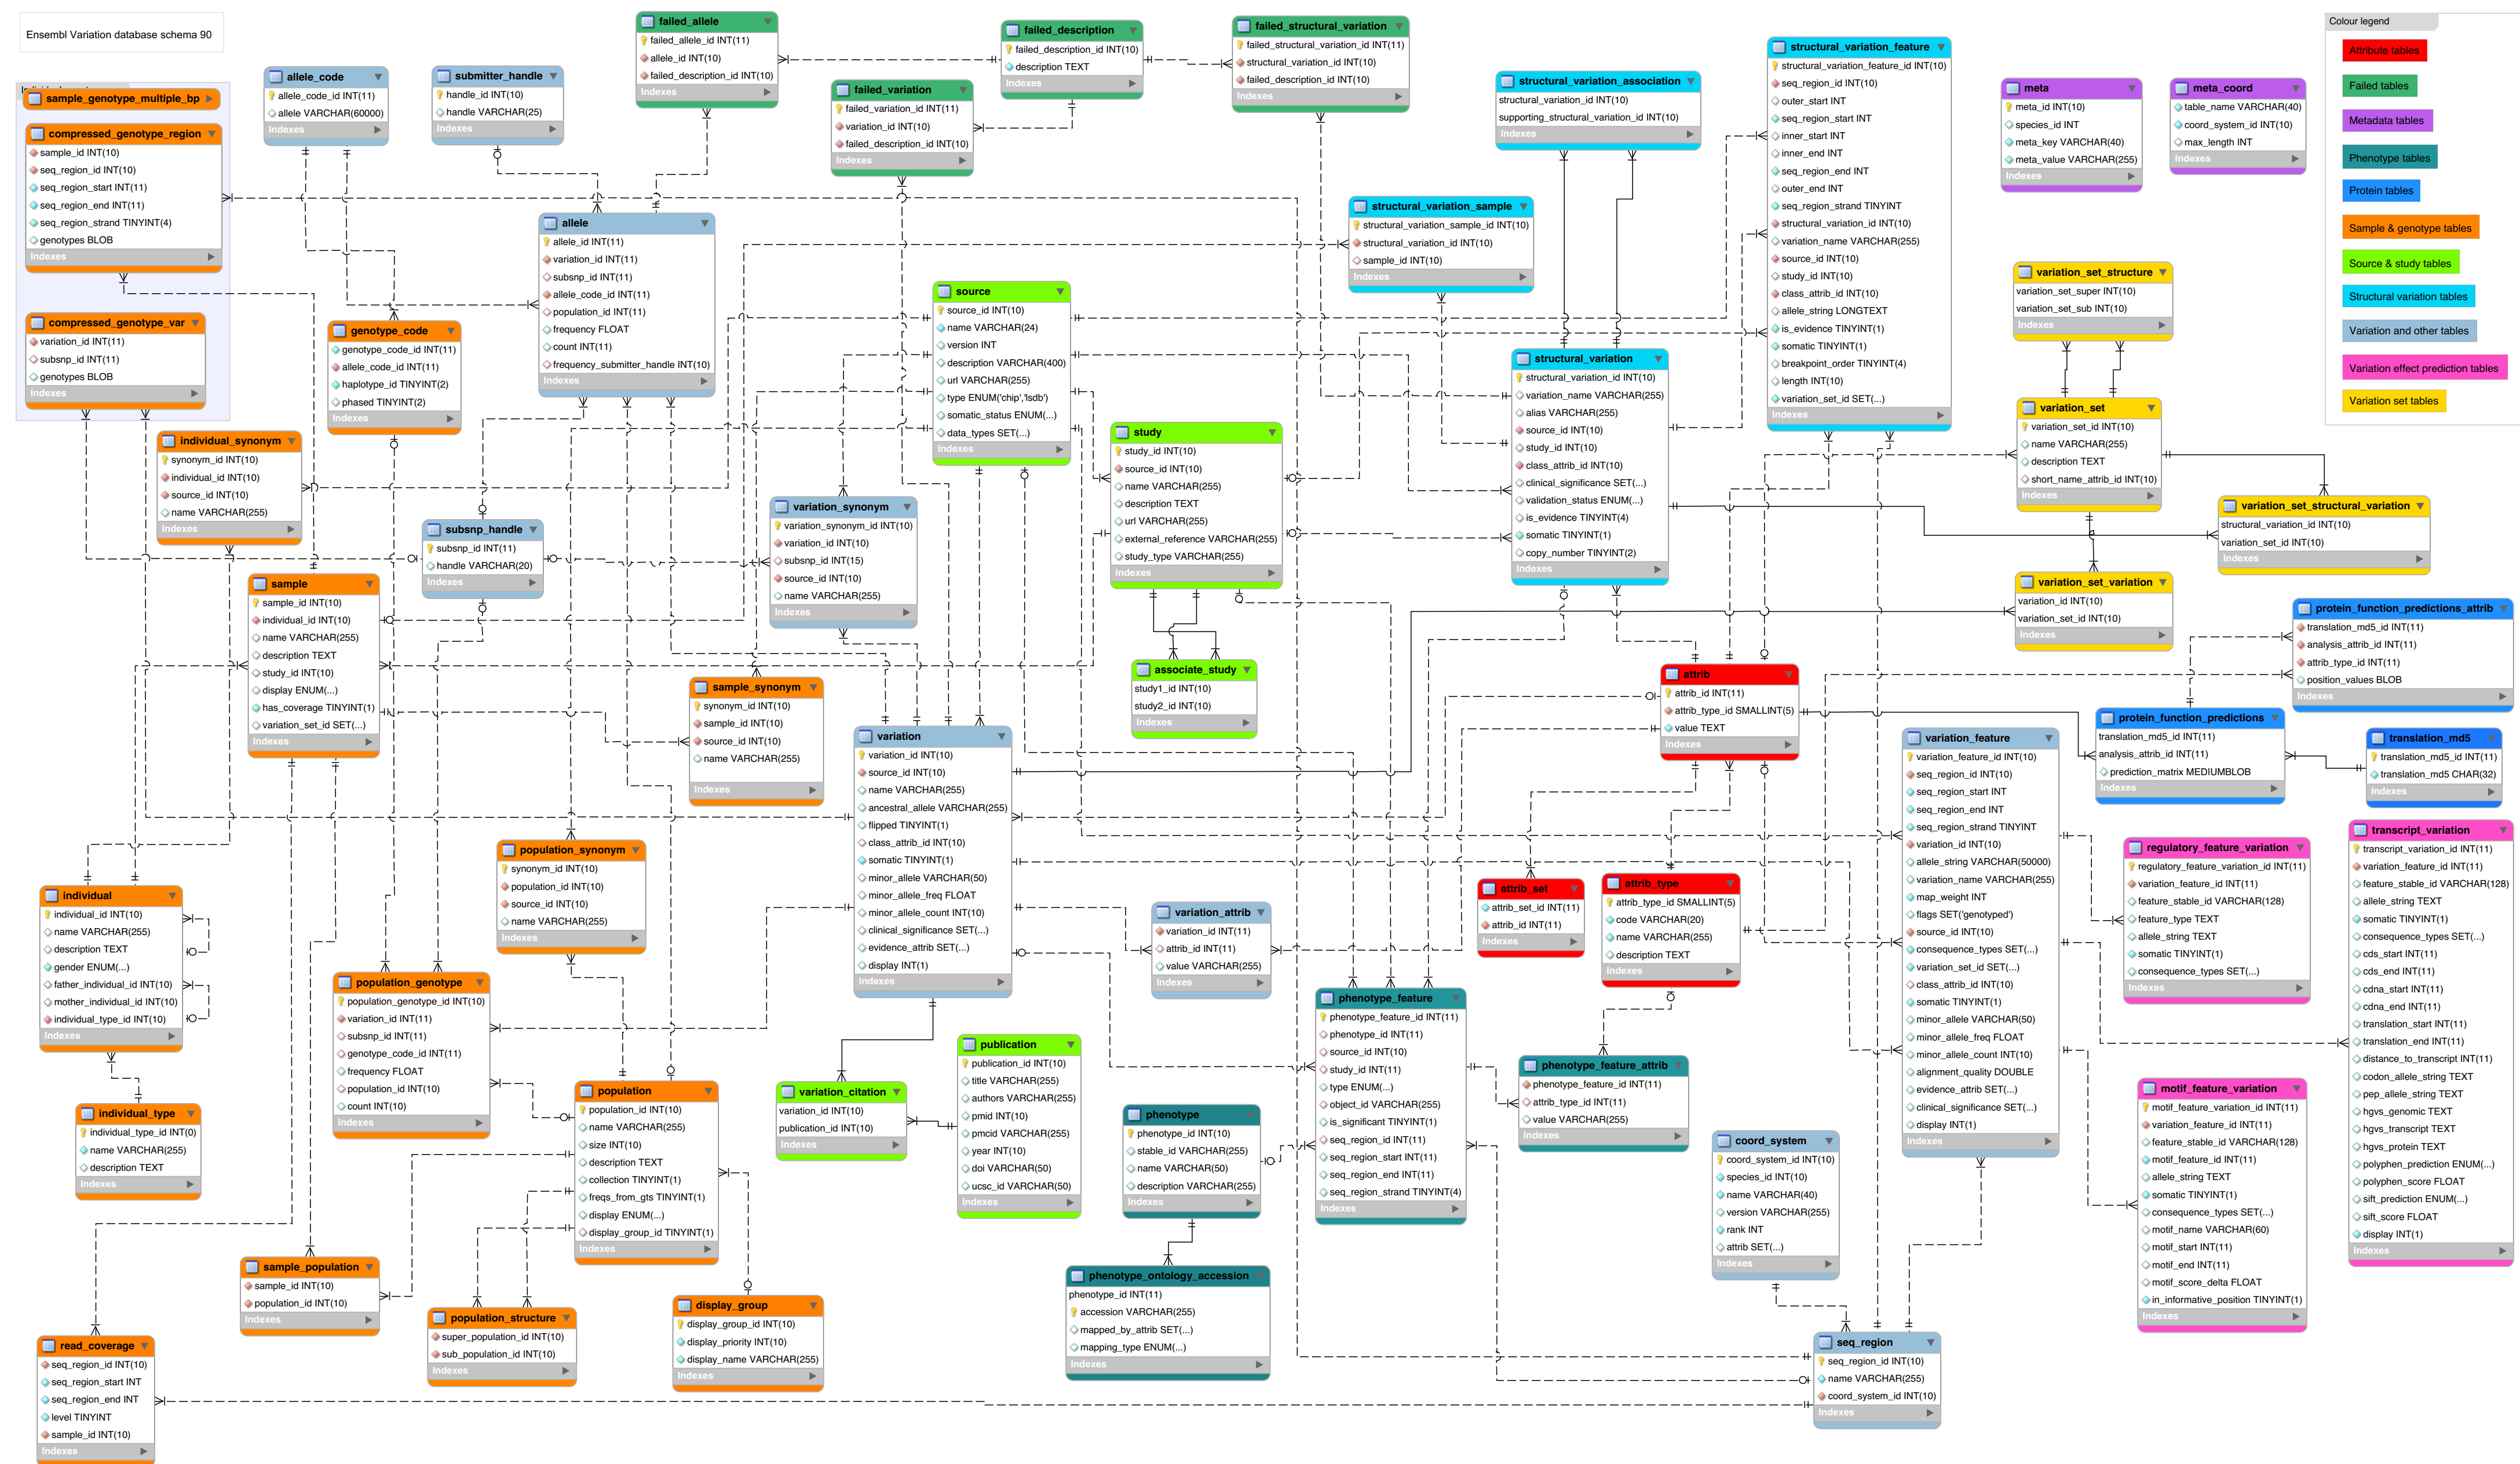 Ensembl Variation database schema 90
Colour legend
Attribute tables
Failed tables
Metadata tables
Phenotype tables
Protein tables
Sample & genotype tables
Source & study tables
Structural variation tables
Variation and other tables
Variation effect prediction tables
Variation set tables
sample_genotype_multiple_bp
compressed_genotype_region
sample_id INT(10)
seq_region_id INT(10)
seq_region_start INT(11)
seq_region_end INT(11)
seq_region_strand TINYINT(4)
genotypes BLOB
Indexes
compressed_genotype_var
variation_id INT(11)
subsnp_id INT(11)
genotypes BLOB
Indexes
allele_code
allele_code_id INT(11)
allele VARCHAR(60000)
Indexes
submitter_handle
handle_id INT(10)
handle VARCHAR(25)
Indexes
failed_allele
failed_allele_id INT(11)
allele_id INT(10)
failed_description_id INT(10)
Indexes
failed_description
failed_description_id INT(10)
description TEXT
Indexes
failed_variation
failed_variation_id INT(11)
variation_id INT(10)
failed_description_id INT(10)
Indexes
failed_structural_variation
failed_structural_variation_id INT(11)
structural_variation_id INT(10)
failed_description_id INT(10)
Indexes
structural_variation_association
structural_variation_id INT(10)
supporting_structural_variation_id INT(10)
Indexes
structural_variation_feature
structural_variation_feature_id INT(10)
seq_region_id INT(10)
outer_start INT
seq_region_start INT
inner_start INT
inner_end INT
seq_region_end INT
outer_end INT
seq_region_strand TINYINT
structural_variation_id INT(10)
variation_name VARCHAR(255)
source_id INT(10)
study_id INT(10)
class_attrib_id INT(10)
allele_string LONGTEXT
is_evidence TINYINT(1)
somatic TINYINT(1)
breakpoint_order TINYINT(4)
length INT(10)
variation_set_id SET(...)
Indexes
meta
meta_id INT(10)
species_id INT
meta_key VARCHAR(40)
meta_value VARCHAR(255)
Indexes
meta_coord
table_name VARCHAR(40)
coord_system_id INT(10)
max_length INT
Indexes
allele
allele_id INT(11)
variation_id INT(11)
subsnp_id INT(11)
allele_code_id INT(11)
population_id INT(11)
frequency FLOAT
count INT(11)
frequency_submitter_handle INT(10)
Indexes
genotype_code
genotype_code_id INT(11)
allele_code_id INT(11)
haplotype_id TINYINT(2)
phased TINYINT(2)
Indexes
structural_variation_sample
structural_variation_sample_id INT(10)
structural_variation_id INT(10)
sample_id INT(10)
Indexes
source
source_id INT(10)
name VARCHAR(24)
version INT
description VARCHAR(400)
url VARCHAR(255)
type ENUM('chip','lsdb')
somatic_status ENUM(...)
data_types SET(...)
Indexes
study
study_id INT(10)
source_id INT(10)
name VARCHAR(255)
description TEXT
url VARCHAR(255)
external_reference VARCHAR(255)
study_type VARCHAR(255)
Indexes
structural_variation
structural_variation_id INT(10)
variation_name VARCHAR(255)
alias VARCHAR(255)
source_id INT(10)
study_id INT(10)
class_attrib_id INT(10)
clinical_significance SET(...)
validation_status ENUM(...)
is_evidence TINYINT(4)
somatic TINYINT(1)
copy_number TINYINT(2)
Indexes
variation_set_structure
variation_set_super INT(10)
variation_set_sub INT(10)
Indexes
variation_set
variation_set_id INT(10)
name VARCHAR(255)
description TEXT
short_name_attrib_id INT(10)
Indexes
variation_set_structural_variation
structural_variation_id INT(10)
variation_set_id INT(10)
Indexes
variation_set_variation
variation_id INT(10)
variation_set_id INT(10)
Indexes
individual_synonym
synonym_id INT(10)
individual_id INT(10)
source_id INT(10)
name VARCHAR(255)
Indexes
subsnp_handle
subsnp_id INT(11)
handle VARCHAR(20)
Indexes
variation_synonym
variation_synonym_id INT(10)
variation_id INT(10)
subsnp_id INT(15)
source_id INT(10)
name VARCHAR(255)
Indexes
sample
sample_id INT(10)
individual_id INT(10)
name VARCHAR(255)
description TEXT
study_id INT(10)
display ENUM(...)
has_coverage TINYINT(1)
variation_set_id SET(...)
Indexes
sample_synonym
synonym_id INT(10)
sample_id INT(10)
source_id INT(10)
name VARCHAR(255)
Indexes
associate_study
study1_id INT(10)
study2_id INT(10)
Indexes
attrib
attrib_id INT(11)
attrib_type_id SMALLINT(5)
value TEXT
Indexes
protein_function_predictions_attrib
translation_md5_id INT(11)
analysis_attrib_id INT(11)
attrib_type_id INT(11)
position_values BLOB
Indexes
protein_function_predictions
translation_md5_id INT(11)
analysis_attrib_id INT(11)
prediction_matrix MEDIUMBLOB
Indexes
translation_md5
translation_md5_id INT(11)
translation_md5 CHAR(32)
Indexes
variation
variation_id INT(10)
source_id INT(10)
name VARCHAR(255)
ancestral_allele VARCHAR(255)
flipped TINYINT(1)
class_attrib_id INT(10)
somatic TINYINT(1)
minor_allele VARCHAR(50)
minor_allele_freq FLOAT
minor_allele_count INT(10)
clinical_significance SET(...)
evidence_attrib SET(...)
display INT(1)
Indexes
variation_feature
variation_feature_id INT(10)
seq_region_id INT(10)
seq_region_start INT
seq_region_end INT
seq_region_strand TINYINT
variation_id INT(10)
allele_string VARCHAR(50000)
variation_name VARCHAR(255)
map_weight INT
flags SET('genotyped')
source_id INT(10)
consequence_types SET(...)
variation_set_id SET(...)
class_attrib_id INT(10)
somatic TINYINT(1)
minor_allele VARCHAR(50)
minor_allele_freq FLOAT
minor_allele_count INT(10)
alignment_quality DOUBLE
evidence_attrib SET(...)
clinical_significance SET(...)
display INT(1)
Indexes
regulatory_feature_variation
regulatory_feature_variation_id INT(11)
variation_feature_id INT(11)
feature_stable_id VARCHAR(128)
feature_type TEXT
allele_string TEXT
somatic TINYINT(1)
consequence_types SET(...)
Indexes
transcript_variation
transcript_variation_id INT(11)
variation_feature_id INT(11)
feature_stable_id VARCHAR(128)
allele_string TEXT
somatic TINYINT(1)
consequence_types SET(...)
cds_start INT(11)
cds_end INT(11)
cdna_start INT(11)
cdna_end INT(11)
translation_start INT(11)
translation_end INT(11)
distance_to_transcript INT(11)
codon_allele_string TEXT
pep_allele_string TEXT
hgvs_genomic TEXT
hgvs_transcript TEXT
hgvs_protein TEXT
polyphen_prediction ENUM(...)
polyphen_score FLOAT
sift_prediction ENUM(...)
sift_score FLOAT
display INT(1)
Indexes
motif_feature_variation
motif_feature_variation_id INT(11)
variation_feature_id INT(11)
feature_stable_id VARCHAR(128)
motif_feature_id INT(11)
allele_string TEXT
somatic TINYINT(1)
consequence_types SET(...)
motif_name VARCHAR(60)
motif_start INT(11)
motif_end INT(11)
motif_score_delta FLOAT
in_informative_position TINYINT(1)
Indexes
population_synonym
synonym_id INT(10)
population_id INT(10)
source_id INT(10)
name VARCHAR(255)
Indexes
individual
individual_id INT(10)
name VARCHAR(255)
description TEXT
gender ENUM(...)
father_individual_id INT(10)
mother_individual_id INT(10)
individual_type_id INT(10)
Indexes
individual_type
individual_type_id INT(0)
name VARCHAR(255)
description TEXT
Indexes
population_genotype
population_genotype_id INT(10)
variation_id INT(11)
subsnp_id INT(11)
genotype_code_id INT(11)
frequency FLOAT
population_id INT(10)
count INT(10)
Indexes
population
population_id INT(10)
name VARCHAR(255)
size INT(10)
description TEXT
collection TINYINT(1)
freqs_from_gts TINYINT(1)
display ENUM(...)
display_group_id TINYINT(1)
Indexes
variation_attrib
variation_id INT(11)
attrib_id INT(11)
value VARCHAR(255)
Indexes
attrib_set
attrib_set_id INT(11)
attrib_id INT(11)
Indexes
attrib_type
attrib_type_id SMALLINT(5)
code VARCHAR(20)
name VARCHAR(255)
description TEXT
Indexes
variation_citation
variation_id INT(10)
publication_id INT(10)
Indexes
publication
publication_id INT(10)
title VARCHAR(255)
authors VARCHAR(255)
pmid INT(10)
pmcid VARCHAR(255)
year INT(10)
doi VARCHAR(50)
ucsc_id VARCHAR(50)
Indexes
phenotype_feature
phenotype_feature_id INT(11)
phenotype_id INT(11)
source_id INT(10)
study_id INT(11)
type ENUM(...)
object_id VARCHAR(255)
is_significant TINYINT(1)
seq_region_id INT(11)
seq_region_start INT(11)
seq_region_end INT(11)
seq_region_strand TINYINT(4)
Indexes
phenotype_feature_attrib
phenotype_feature_id INT(11)
attrib_type_id INT(11)
value VARCHAR(255)
Indexes
phenotype
phenotype_id INT(10)
stable_id VARCHAR(255)
name VARCHAR(50)
description VARCHAR(255)
Indexes
phenotype_ontology_accession
phenotype_id INT(11)
accession VARCHAR(255)
mapped_by_attrib SET(...)
mapping_type ENUM(...)
Indexes
coord_system
coord_system_id INT(10)
species_id INT(10)
name VARCHAR(40)
version VARCHAR(255)
rank INT
attrib SET(...)
Indexes
seq_region
seq_region_id INT(10)
name VARCHAR(255)
coord_system_id INT(10)
Indexes
sample_population
sample_id INT(10)
population_id INT(10)
Indexes
population_structure
super_population_id INT(10)
sub_population_id INT(10)
Indexes
display_group
display_group_id INT(10)
display_priority INT(10)
display_name VARCHAR(255)
Indexes
read_coverage
seq_region_id INT(10)
seq_region_start INT
seq_region_end INT
level TINYINT
sample_id INT(10)
Indexes